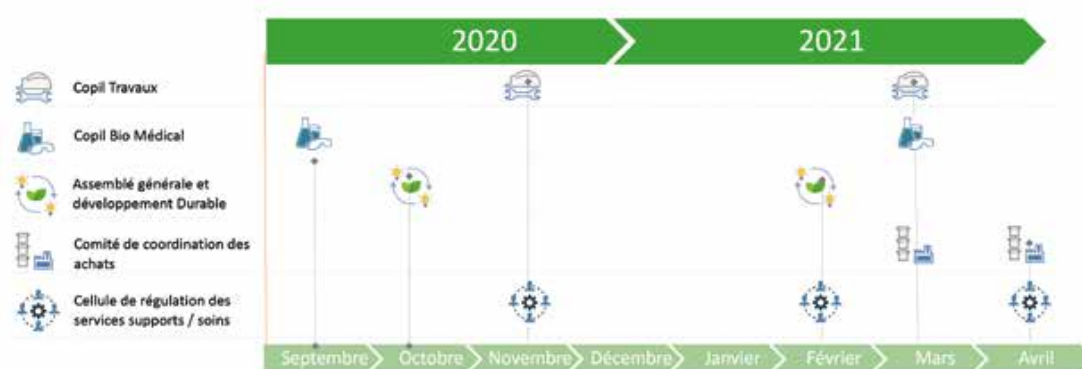 2020 2021
Copil Travaux
Copil Bio Médical
Assemblé générale et
développement Durable
Comité de coordination des
achats
Cellule de régulation des
services supports / soins
Septembre Octobre Novembre Décembre Janvier Février Mars Avril